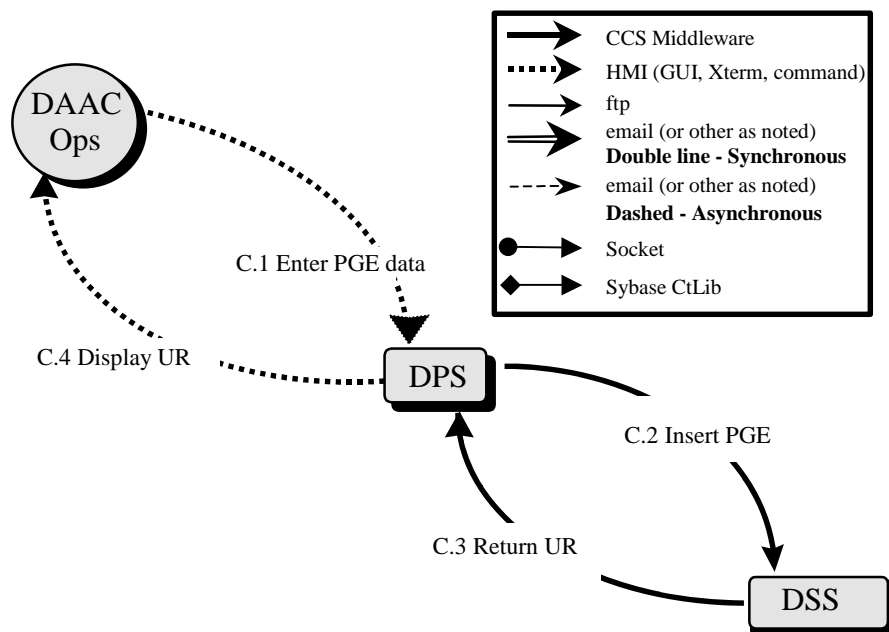 DAAC
Ops
C.1 Enter PGE data
C.4 Display UR
DPS
C.2 Insert PGE
C.3 Return UR
DSS
CCS Middleware
HMI (GUI, Xterm, command)
ftp
email (or other as noted)
Double line - Synchronous
email (or other as noted)
Dashed - Asynchronous
Socket
Sybase CtLib